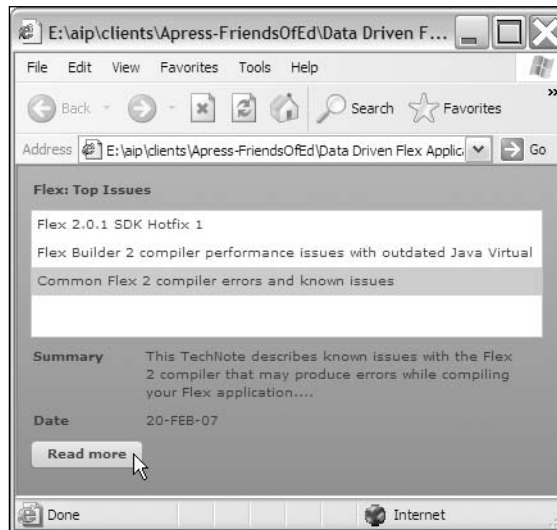 E:\aip\clients\Apress-FriendsOfEd\Data Driven F...
File Edit View Favorites Tools Help
Back Search Favorites »
Address E:\aip\clients\Apress-FriendsOfEd\Data Driven Flex Applic Go
Flex: Top Issues
Flex 2.0.1 SDK Hotfix 1
Flex Builder 2 compiler performance issues with outdated Java Virtual
Common Flex 2 compiler errors and known issues
Summary This TechNote describes known issues with the Flex
2 compiler that may produce errors while compiling
your Flex application....
Date 20-FEB-07
Read more
Done Internet